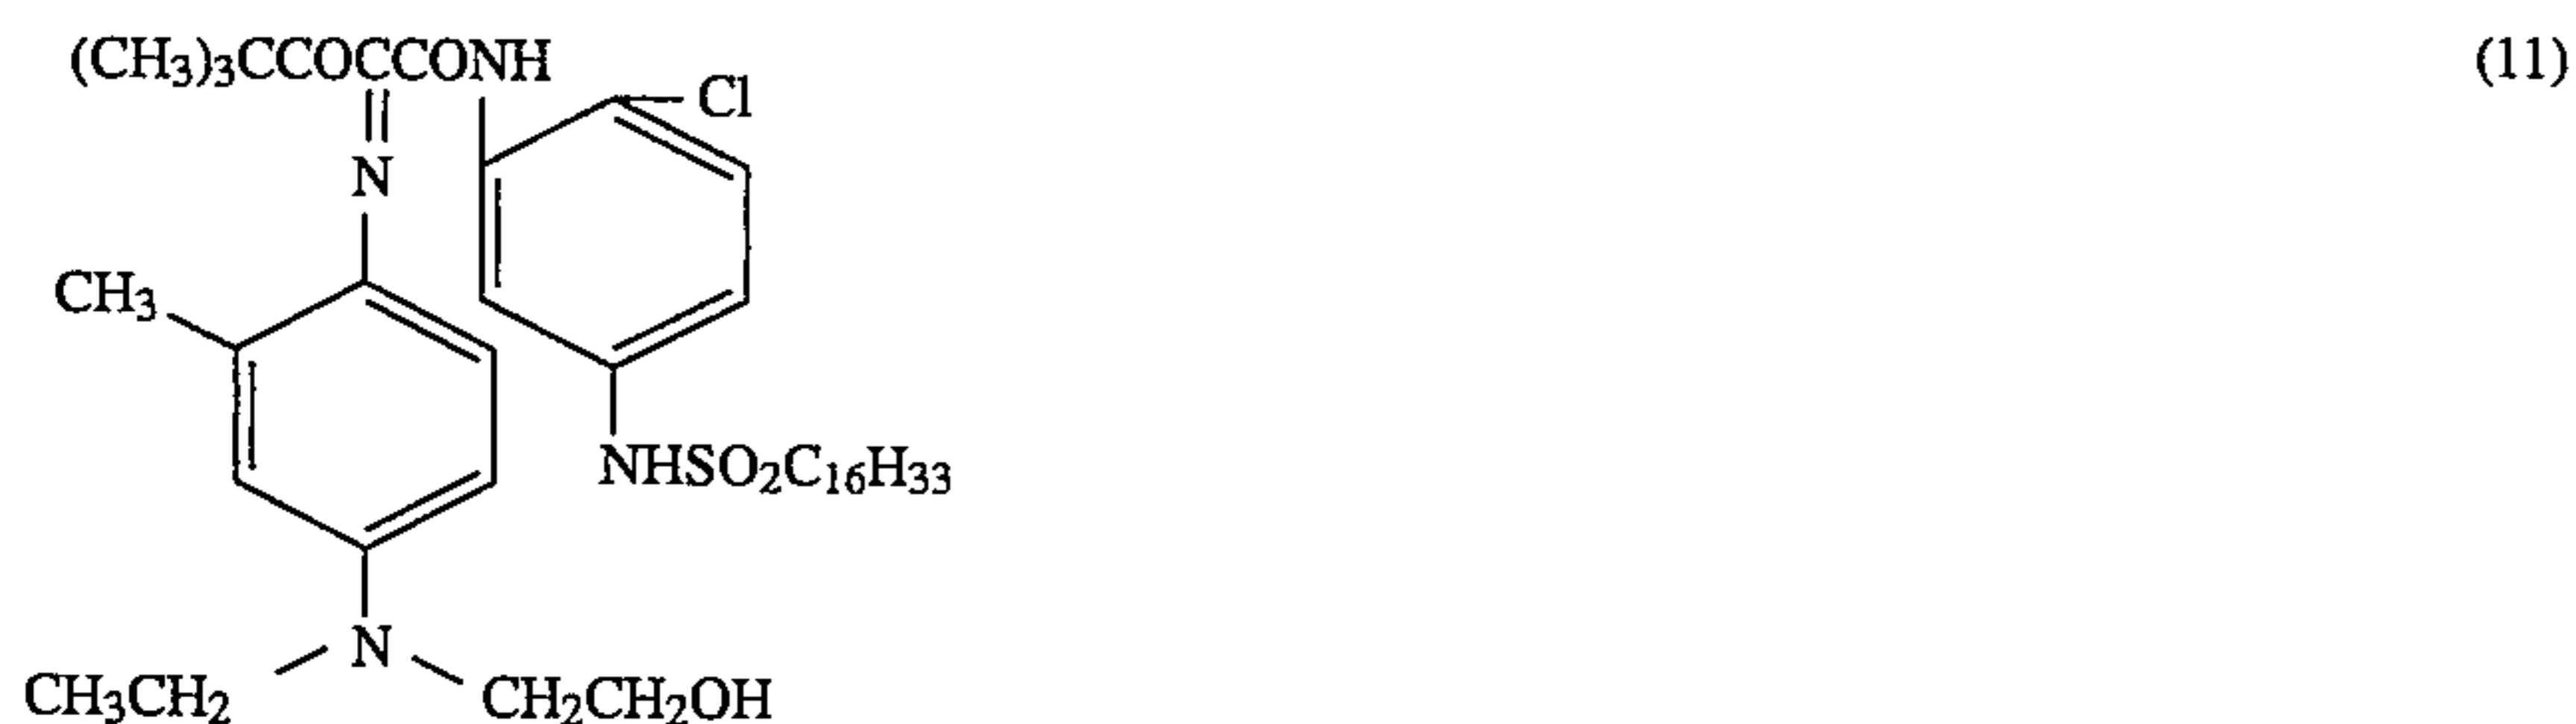 (CH₃)₃CCOCCONH (11)
Cl
N
CH₃
NHSO₂C₁₆H₃₃
N
CH₃CH₂ CH₂CH₂OH